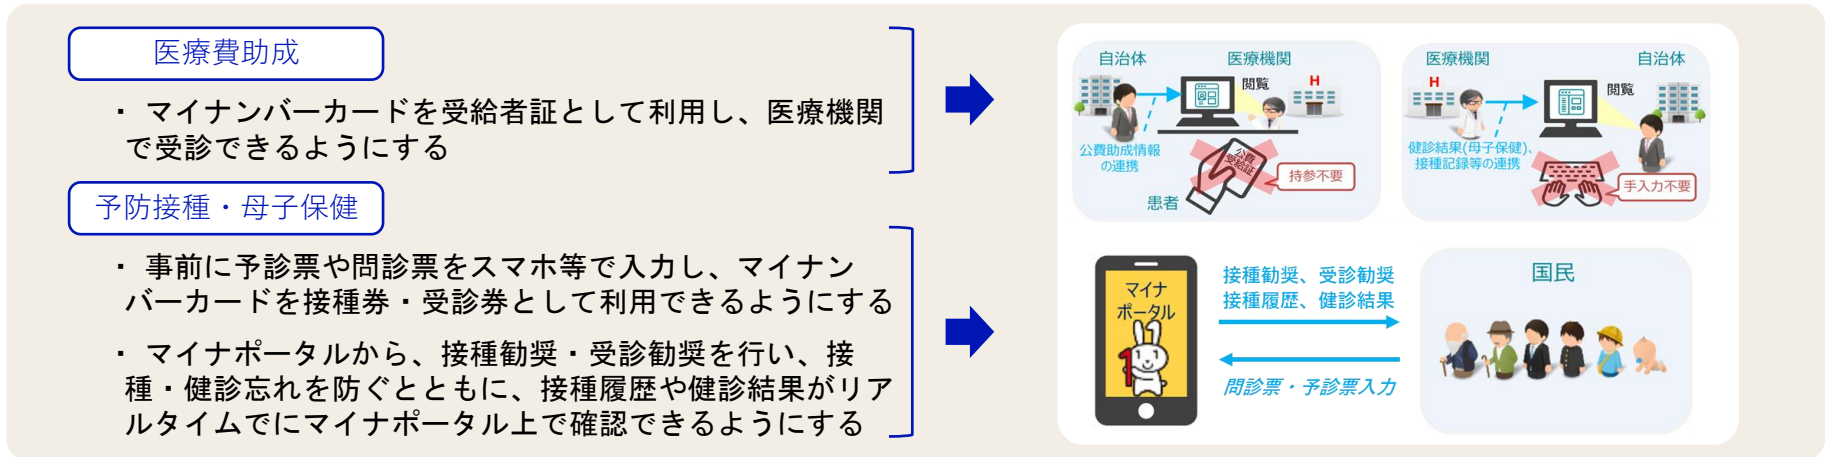 医療費助成
・ マイナンバーカードを受給者証として利用し、医療機関
で受診できるようにする
予防接種・母子保健
・ 事前に予診票や問診票をスマホ等で入力し、マイナン
バーカードを接種券・受診券として利用できるようにする
・ マイナポータルから、接種勧奨・受診勧奨を行い、接
種・健診忘れを防ぐとともに、接種履歴や健診結果がリア
ルタイムでにマイナポータル上で確認できるようにする
自治体
医療機関
閲覧
H
公費助成情報
の連携
公費
受給証
持参不要
患者
医療機関
自治体
H
閲覧
健診結果(母子保健)、
接種記録等の連携
手入力不要
マイナ
ポータル
1
接種勧奨、受診勧奨
接種履歴、健診結果
問診票・予診票入力
国民